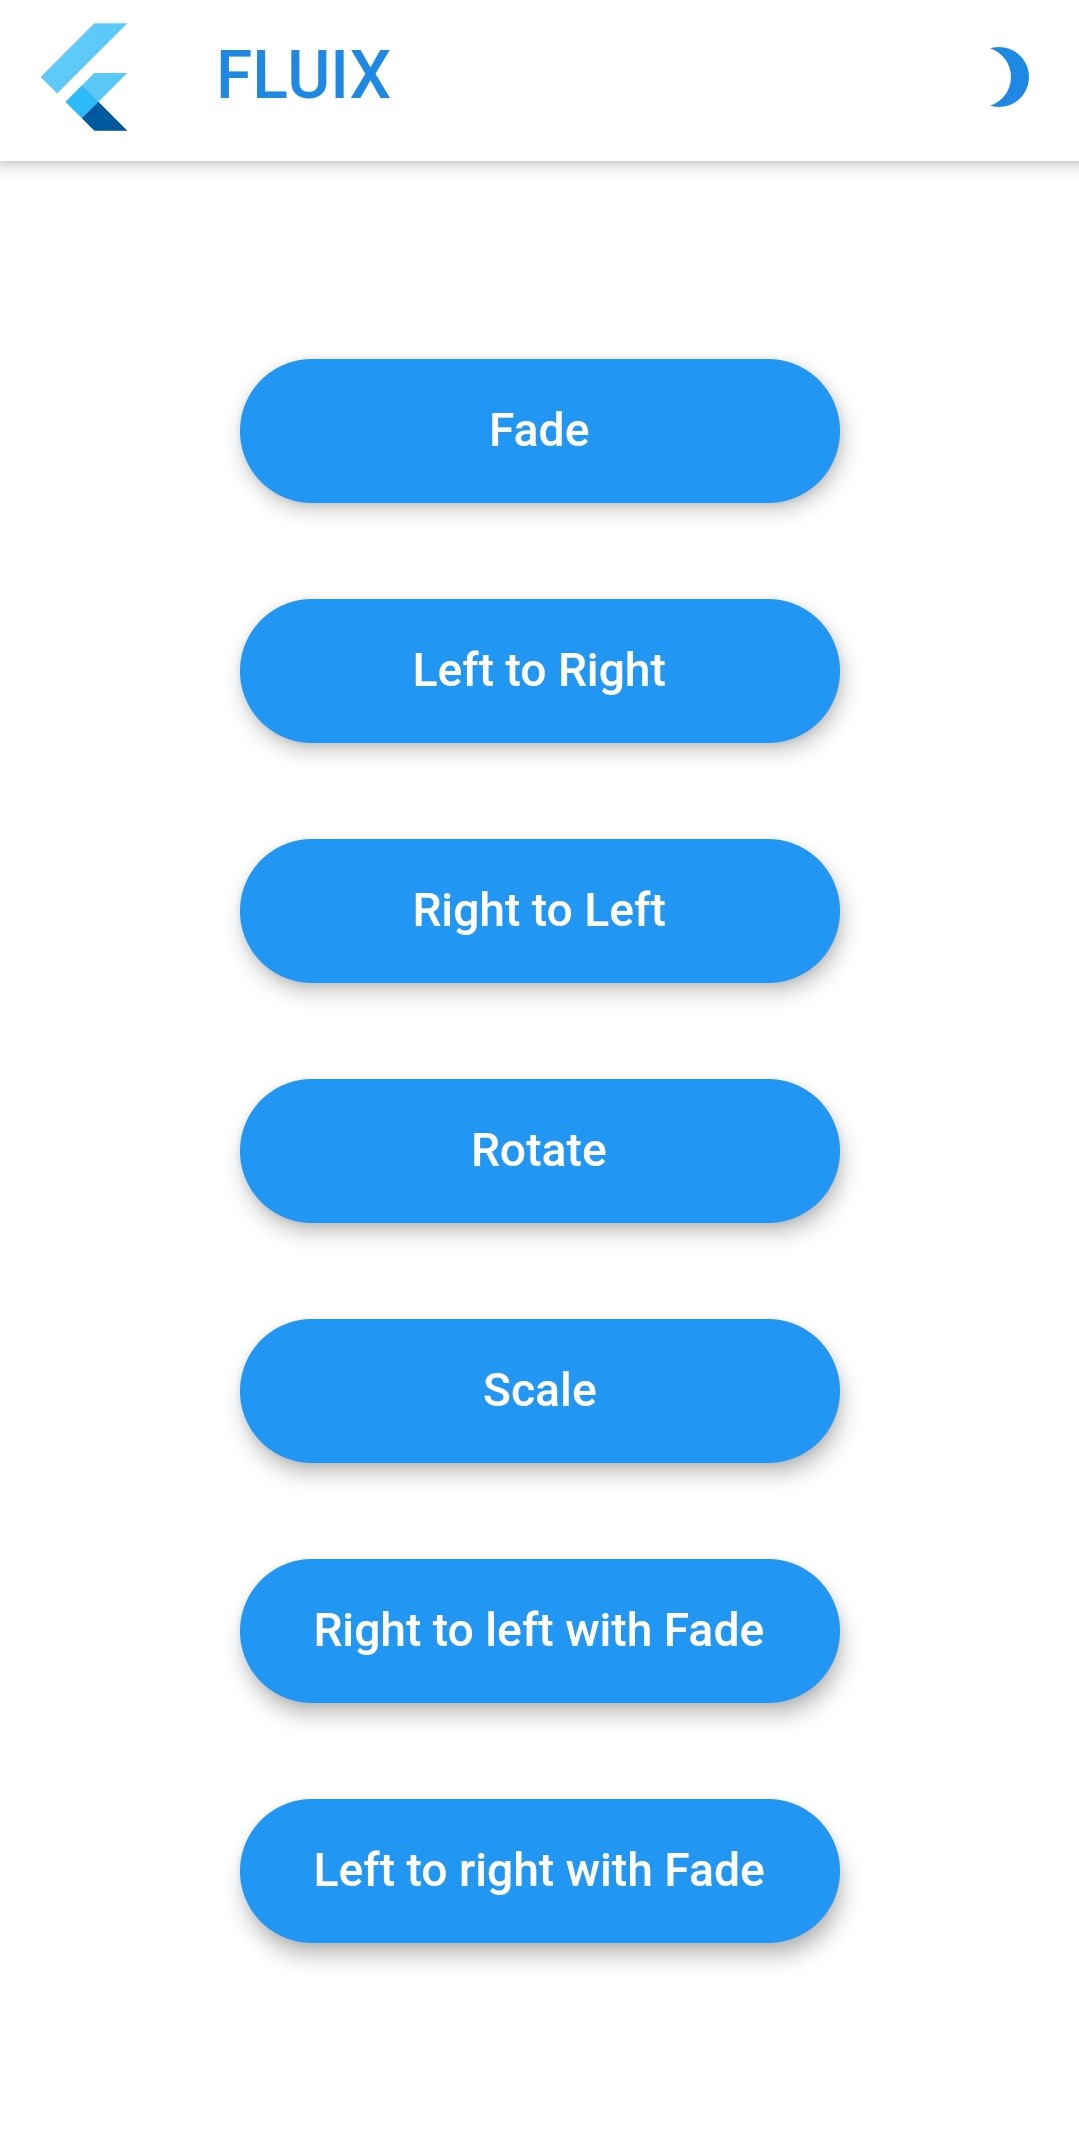 FLUIX
Fade
Left to Right
Right to Left
Rotate
Scale
Right to left with Fade
Left to right with Fade